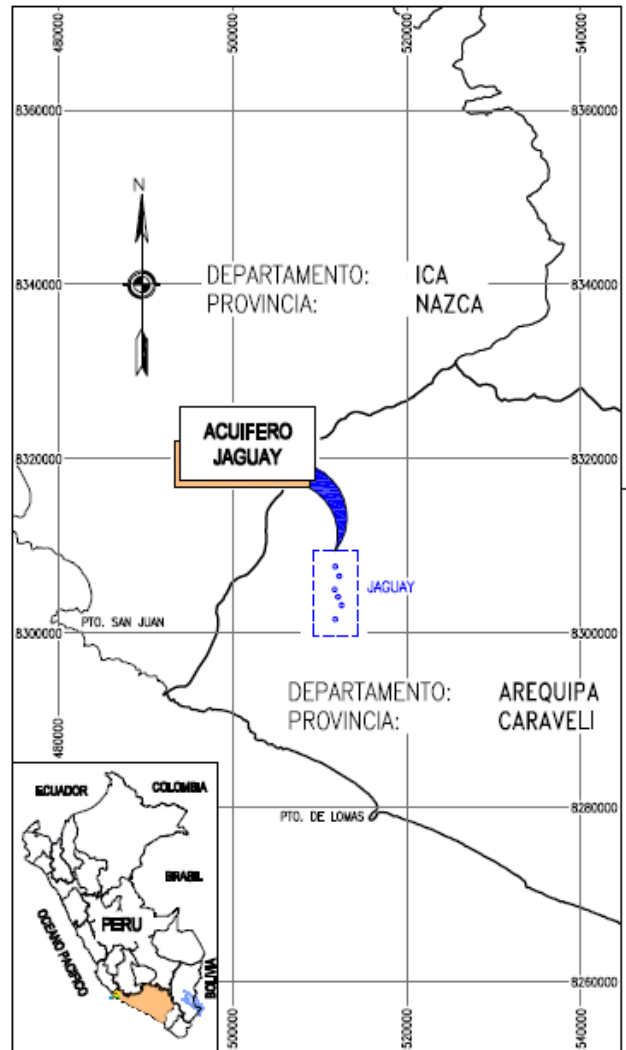 480000
500000
520000
540000
8360000
N
8340000
DEPARTAMENTO: ICA
PROVINCIA: NAZCA
ACUIFERO
JAGUAY
8320000
8320000
JAGUAY
PTO. SAN JUAN
8300000
8300000
DEPARTAMENTO: AREQUIPA
PROVINCIA: CARAVELI
480000
8280000
PTO. DE LOMAS
ECUADOR
COLOMBIA
BRASIL
PERU
OCEANO PACIFICO
BOLIVIA
8260000
500000
520000
540000
8360000
8340000